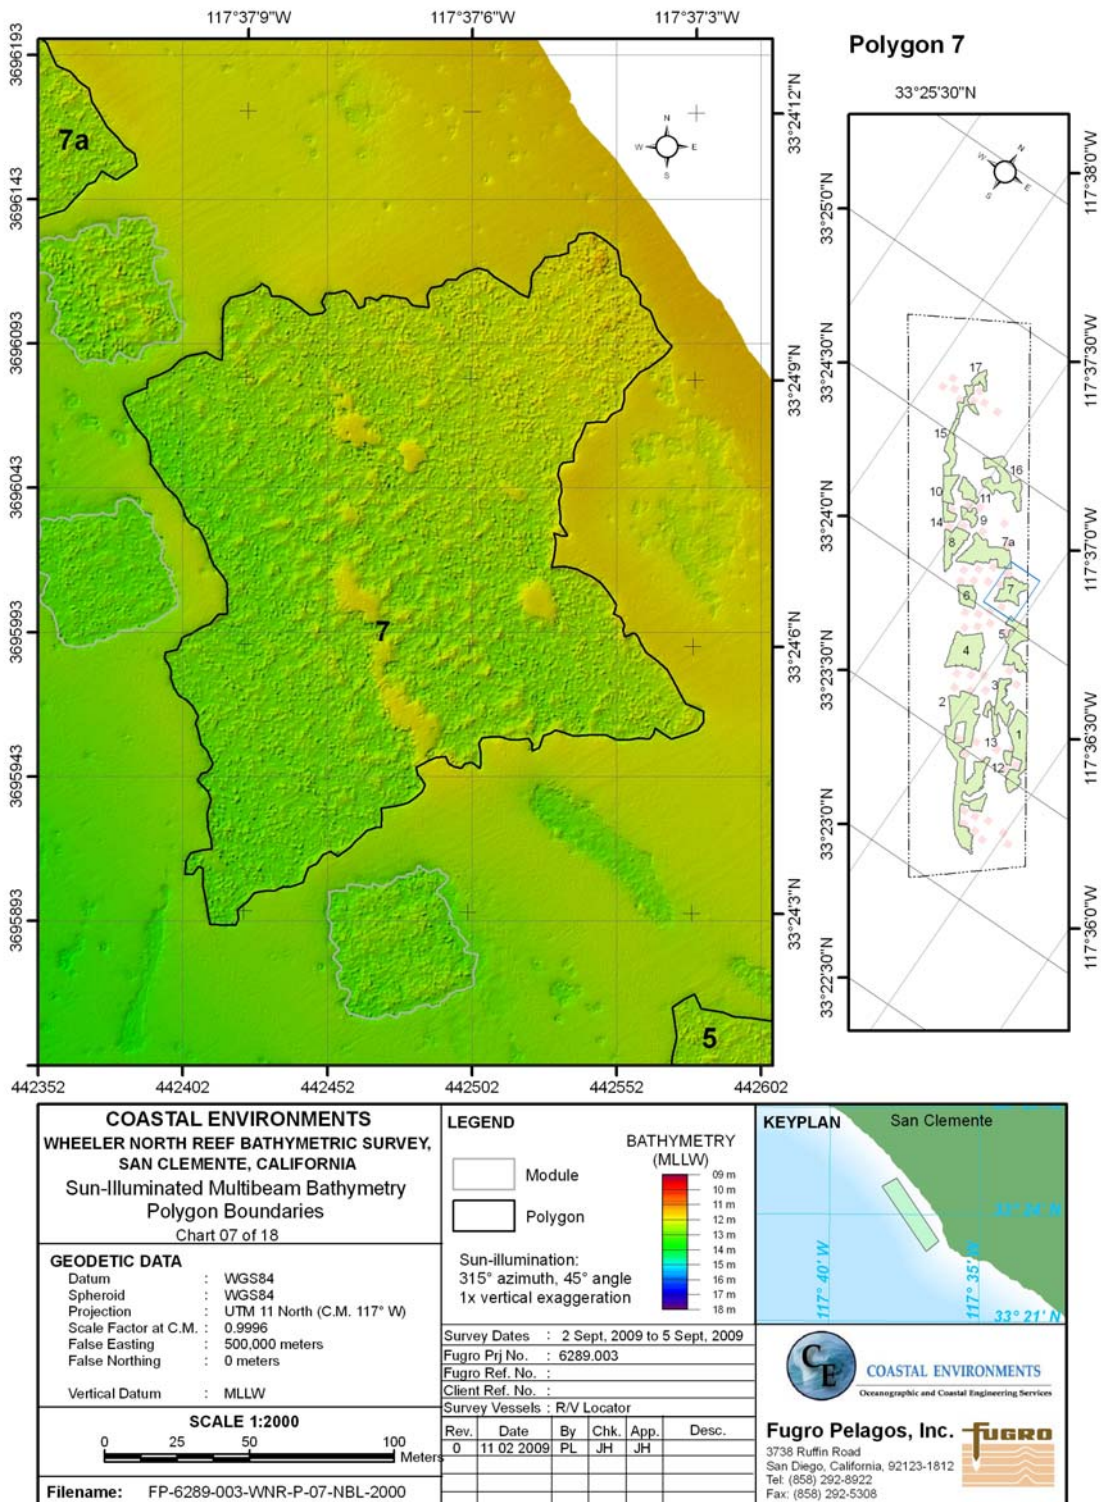 117°37'9"W
117°37'6"W
117°37'3"W
3696193
3696143
3696093
3696043
3695993
3695943
3695893
33°24'12"N
33°24'9"N
33°24'6"N
33°24'3"N
442352
442402
442452
442502
442552
442602
7a
7
5
N
W
E
S
Polygon 7
33°25'30"N
33°25'0"N
33°24'30"N
33°24'0"N
33°23'30"N
33°23'0"N
33°22'30"N
117°38'0"W
117°37'30"W
117°37'0"W
117°36'30"W
117°36'0"W
N
W
E
S
17
15
16
10
11
14
9
8
7a
6
7
5
4
3
2
1
13
12
COASTAL ENVIRONMENTS
WHEELER NORTH REEF BATHYMETRIC SURVEY,
SAN CLEMENTE, CALIFORNIA
Sun-Illuminated Multibeam Bathymetry
Polygon Boundaries
Chart 07 of 18
GEODETIC DATA
Datum : WGS84
Spheroid : WGS84
Projection : UTM 11 North (C.M. 117° W)
Scale Factor at C.M. : 0.9996
False Easting : 500,000 meters
False Northing : 0 meters
Vertical Datum : MLLW
SCALE 1:2000
0 25 50 100
Meters
Filename: FP-6289-003-WNR-P-07-NBL-2000
LEGEND
Module
Polygon
Sun-illumination:
315° azimuth, 45° angle
1x vertical exaggeration
BATHYMETRY
(MLLW)
09 m
10 m
11 m
12 m
13 m
14 m
15 m
16 m
17 m
18 m
Survey Dates : 2 Sept, 2009 to 5 Sept, 2009
Fugro Prj No. : 6289.003
Fugro Ref. No. :
Client Ref. No. :
Survey Vessels : R/V Locator
Rev. Date By Chk. App. Desc.
0 11 02 2009 PL JH JH
KEYPLAN
San Clemente
33° 24' N
117° 40' W
117° 35' W
33° 21' N
CE
COASTAL ENVIRONMENTS
Oceanographic and Coastal Engineering Services
Fugro Pelagos, Inc.
3738 Ruffin Road
San Diego, California, 92123-1812
Tel: (858) 292-8922
Fax: (858) 292-5308
FUGRO